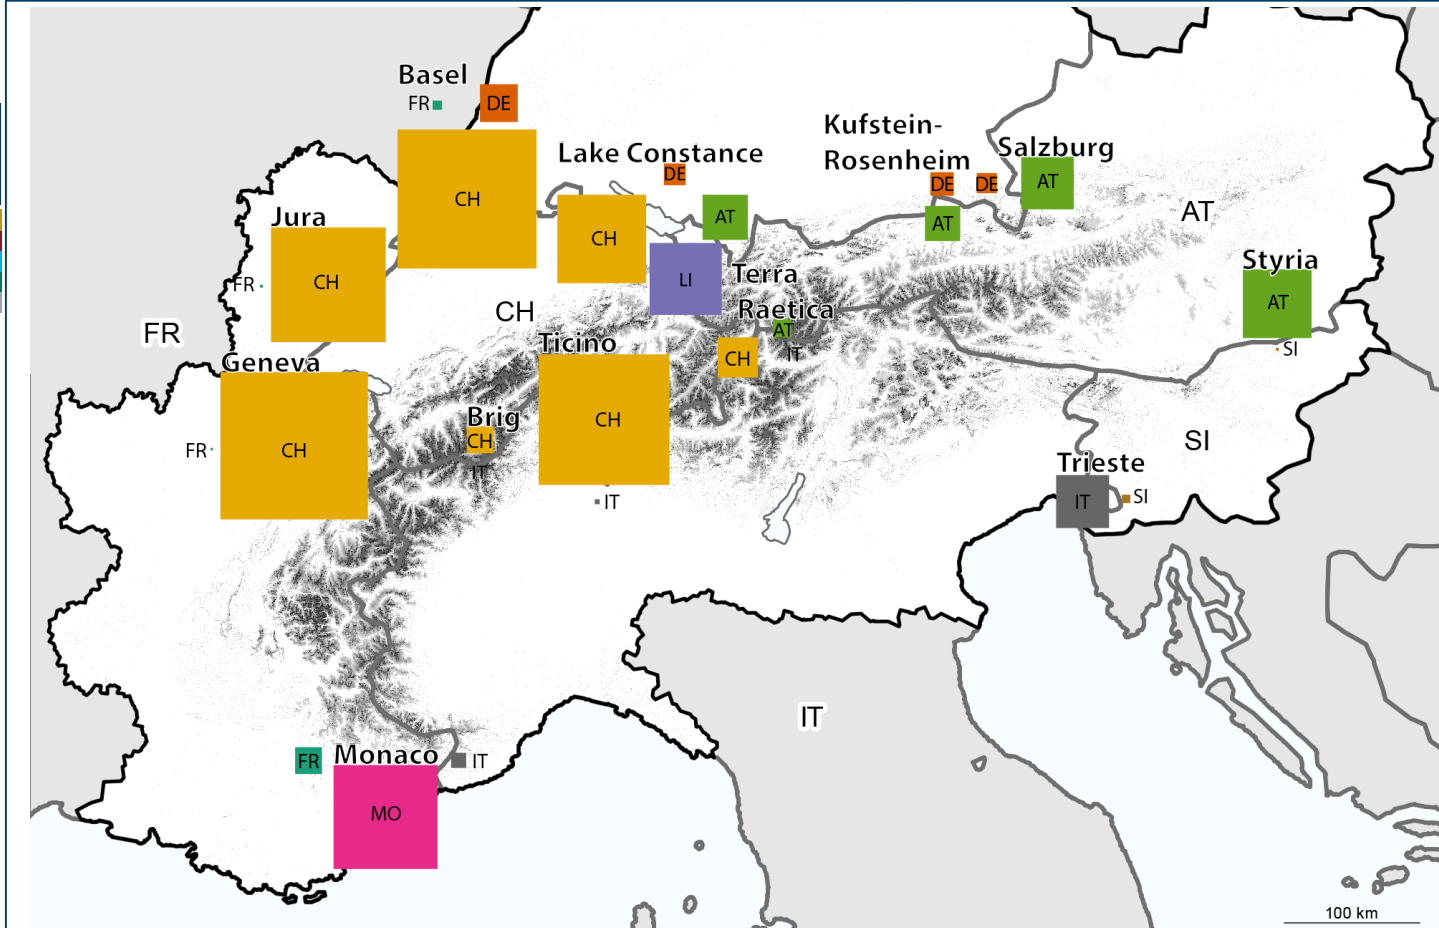 Basel
FR
DE
CH
Lake Constance
DE
CH
AT
LI
Kufstein-
Rosenheim
DE
DE
AT
Salzburg
AT
AT
Jura
FR
CH
Styria
AT
SI
Terra
Raetica
AT
IT
CH
CH
FR
Ticino
CH
IT
Geneva
FR
CH
Brig
CH
IT
SI
Trieste
IT
SI
IT
FR
Monaco
IT
MO
100 km